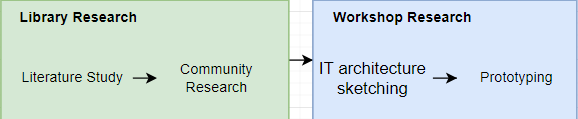 Library Research
Literature Study
Community
Research
Workshop Research
IT architecture
sketching
Prototyping